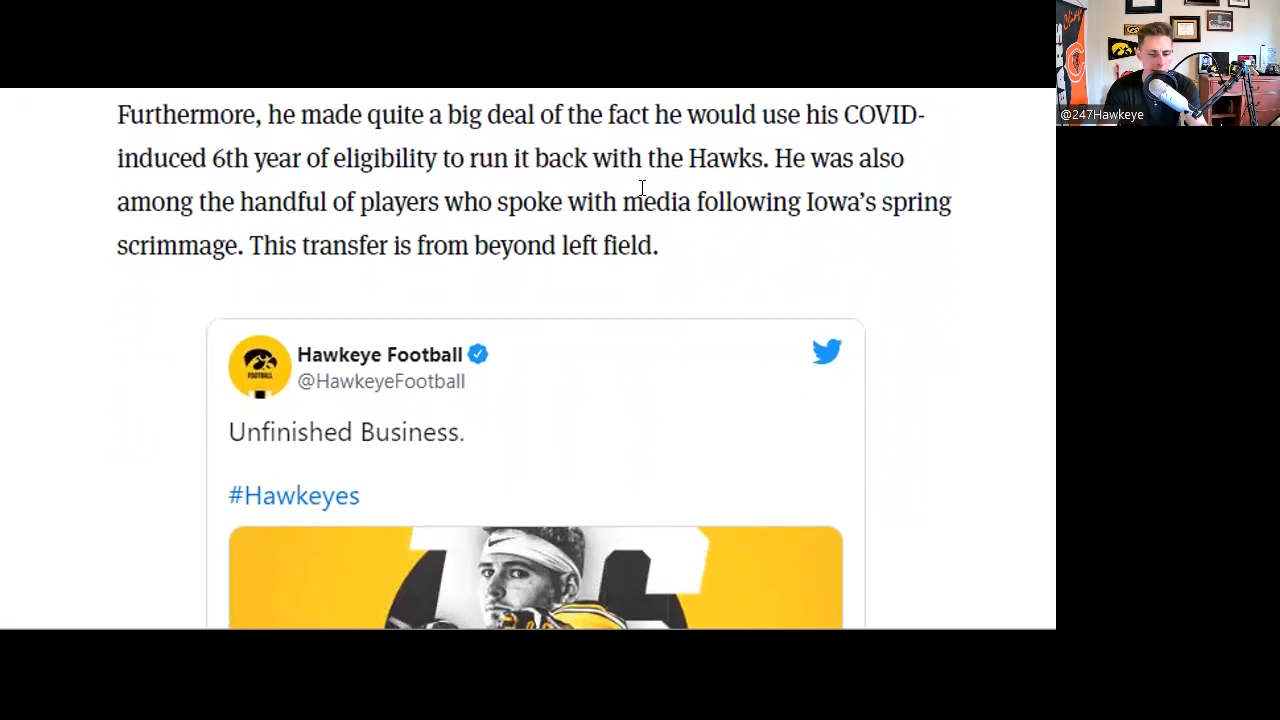 Furthermore, he made quite a big deal of the fact he would use his COVID-
induced 6th year of eligibility to run it back with the Hawks. He was also
among the handful of players who spoke with media following Iowa’s spring
scrimmage. This transfer is from beyond left field.
Hawkeye Football
@HawkeyeFootball
FOOTBALL
Unfinished Business.
#Hawkeyes
@247Hawkeye